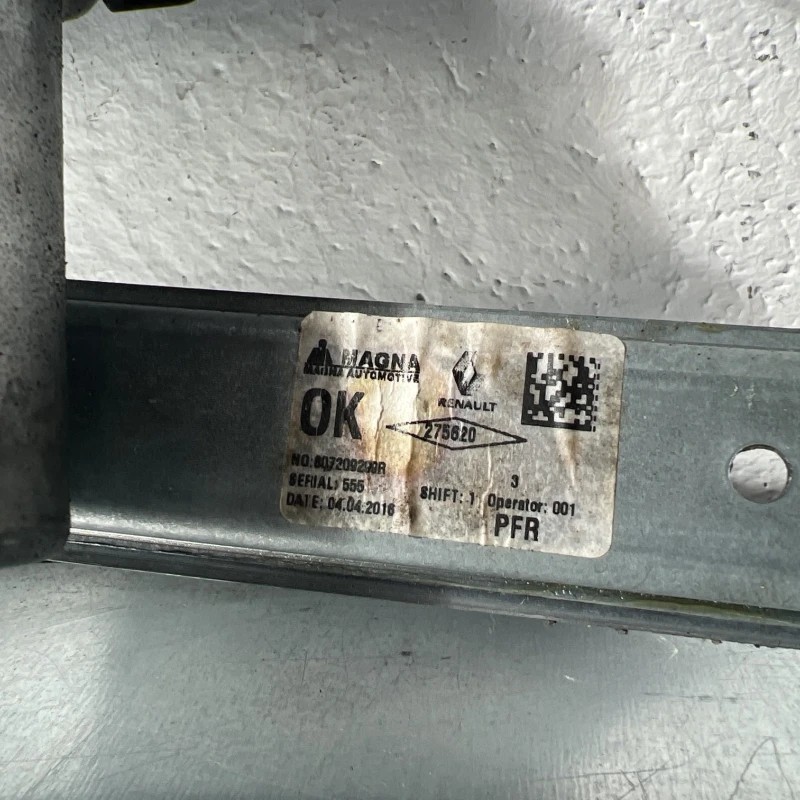 MAGNA
MAGNA AUTOMOTIVE
RENAULT
OK
275620
NO:807209299R
SERIAL: 555
3
DATE: 04.04.2016
SHIFT: 1 Operator: 001
PFR